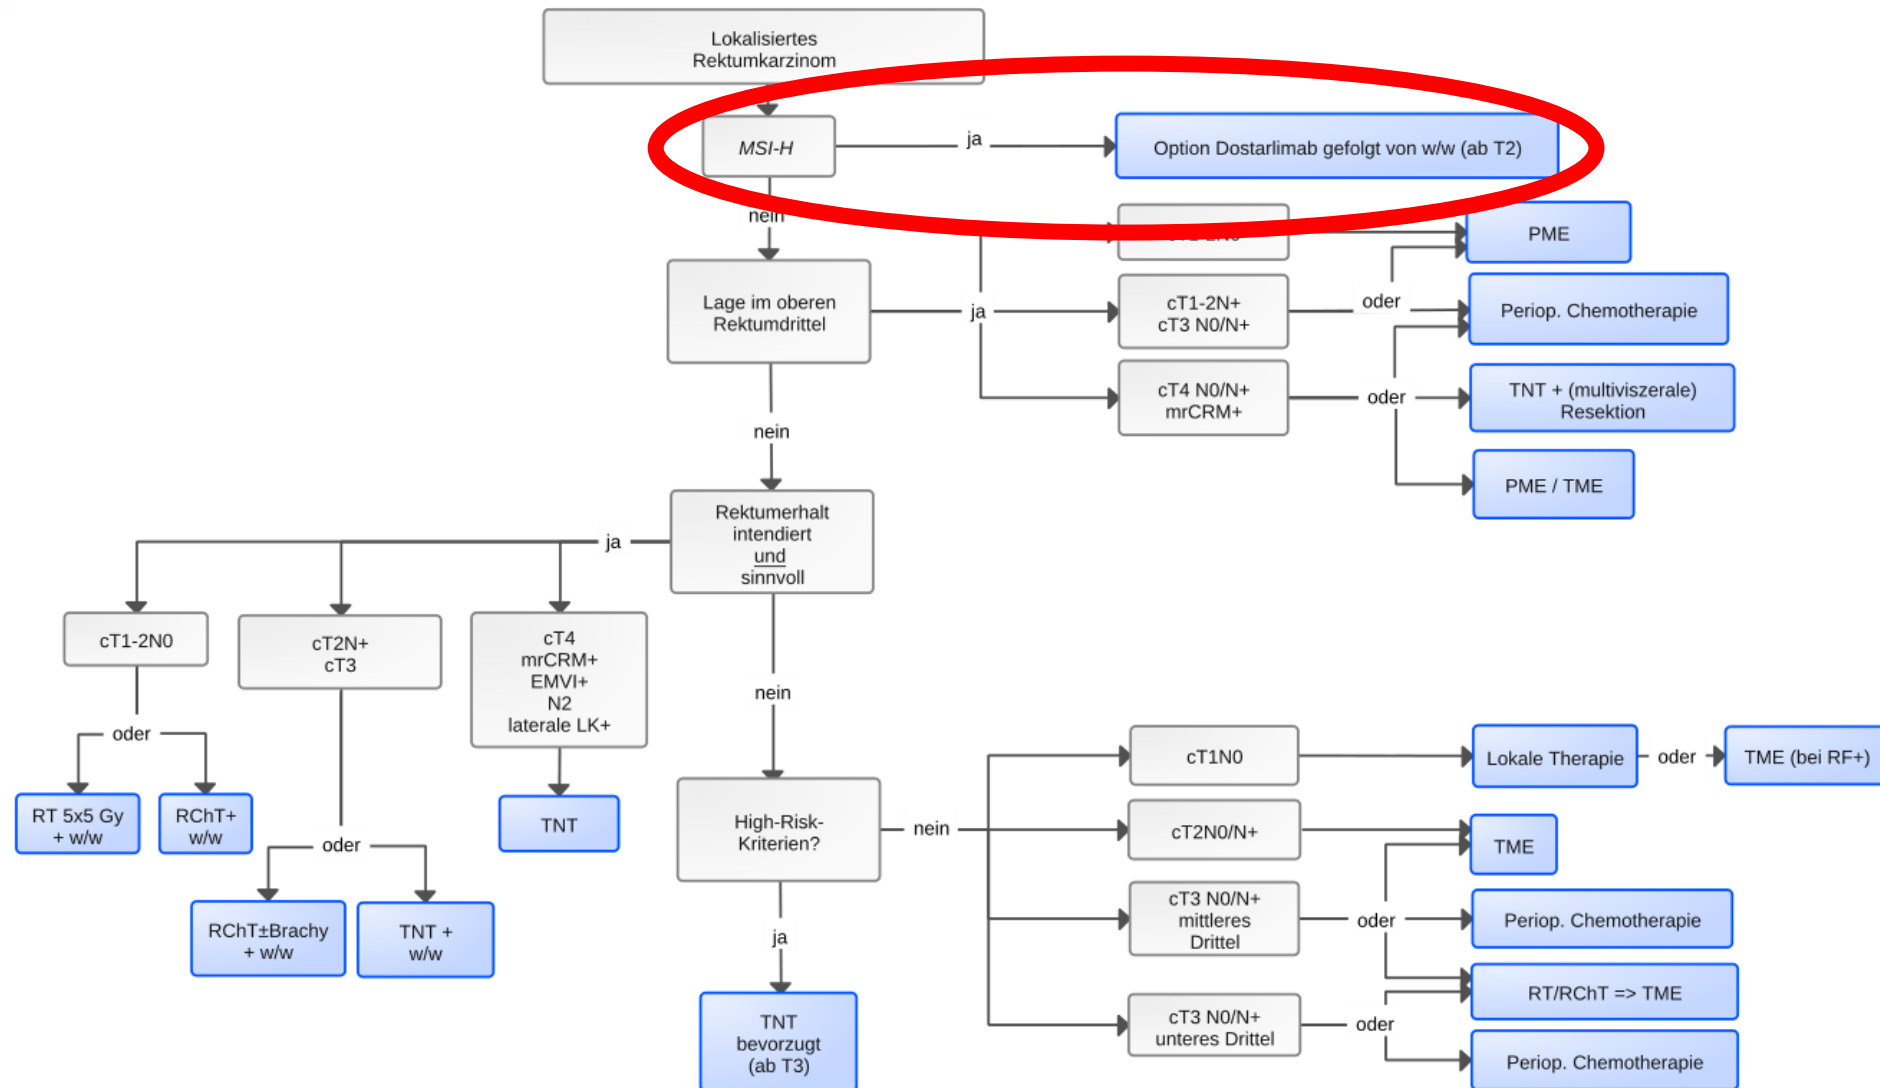 Lokalisiertes
Rektumkarzinom
MSI-H
ja
Option Dostarlimab gefolgt von w/w (ab T2)
nein
PME
Lage im oberen
Rektumdrittel
ja
cT1-2N+
cT3 N0/N+
oder
Periop. Chemotherapie
cT4 N0/N+
mrCRM+
oder
TNT + (multiviszerale)
Resektion
PME / TME
nein
Rektumerhalt
intendiert
und
sinnvoll
ja
cT1-2N0
cT2N+
cT3
cT4
mrCRM+
EMVI+
N2
laterale LK+
oder
RT 5x5 Gy
+ w/w
RChT+
w/w
oder
RChT±Brachy
+ w/w
TNT +
w/w
TNT
nein
High-Risk-
Kriterien?
nein
cT1N0
Lokale Therapie
oder
TME (bei RF+)
cT2N0/N+
TME
cT3 N0/N+
mittleres
Drittel
oder
Periop. Chemotherapie
RT/RChT => TME
cT3 N0/N+
unteres Drittel
oder
Periop. Chemotherapie
ja
TNT
bevorzugt
(ab T3)